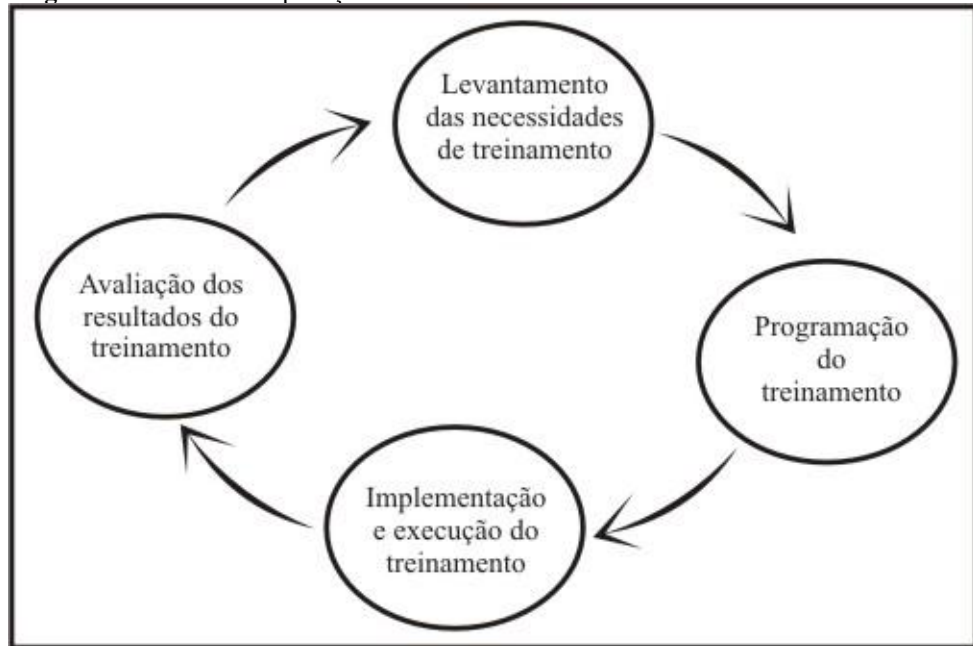 Levantamento
das necessidades
de treinamento
Programação
do
treinamento
Implementação
e execução do
treinamento
Avaliação dos
resultados do
treinamento